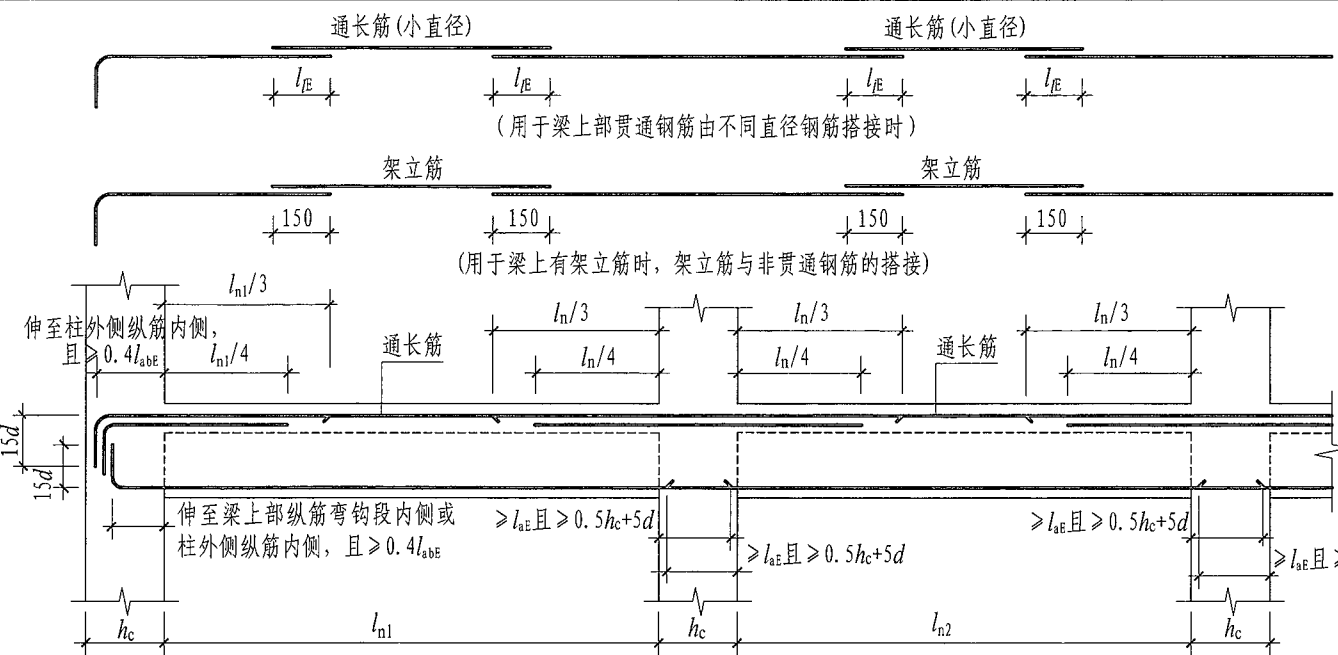 通长筋(小直径) 通长筋(小直径)
llE llE llE llE
(用于梁上部贯通钢筋由不同直径钢筋搭接时)
架立筋 架立筋
150 150 150 150
(用于梁上有架立筋时，架立筋与非贯通钢筋的搭接)
ln1/3 ln/3 ln/3 ln/3
伸至柱外侧纵筋内侧，
且≥0.4labE
ln1/4 通长筋 ln/4 ln/4 通长筋 ln/4
15d
15d
伸至梁上部纵筋弯钩段内侧或
柱外侧纵筋内侧，且≥0.4labE
≥laE且≥0.5hc+5d ≥laE且≥0.5hc+5d
≥laE且≥0.5hc+5d ≥laE且≥
hc ln1 hc ln2 hc